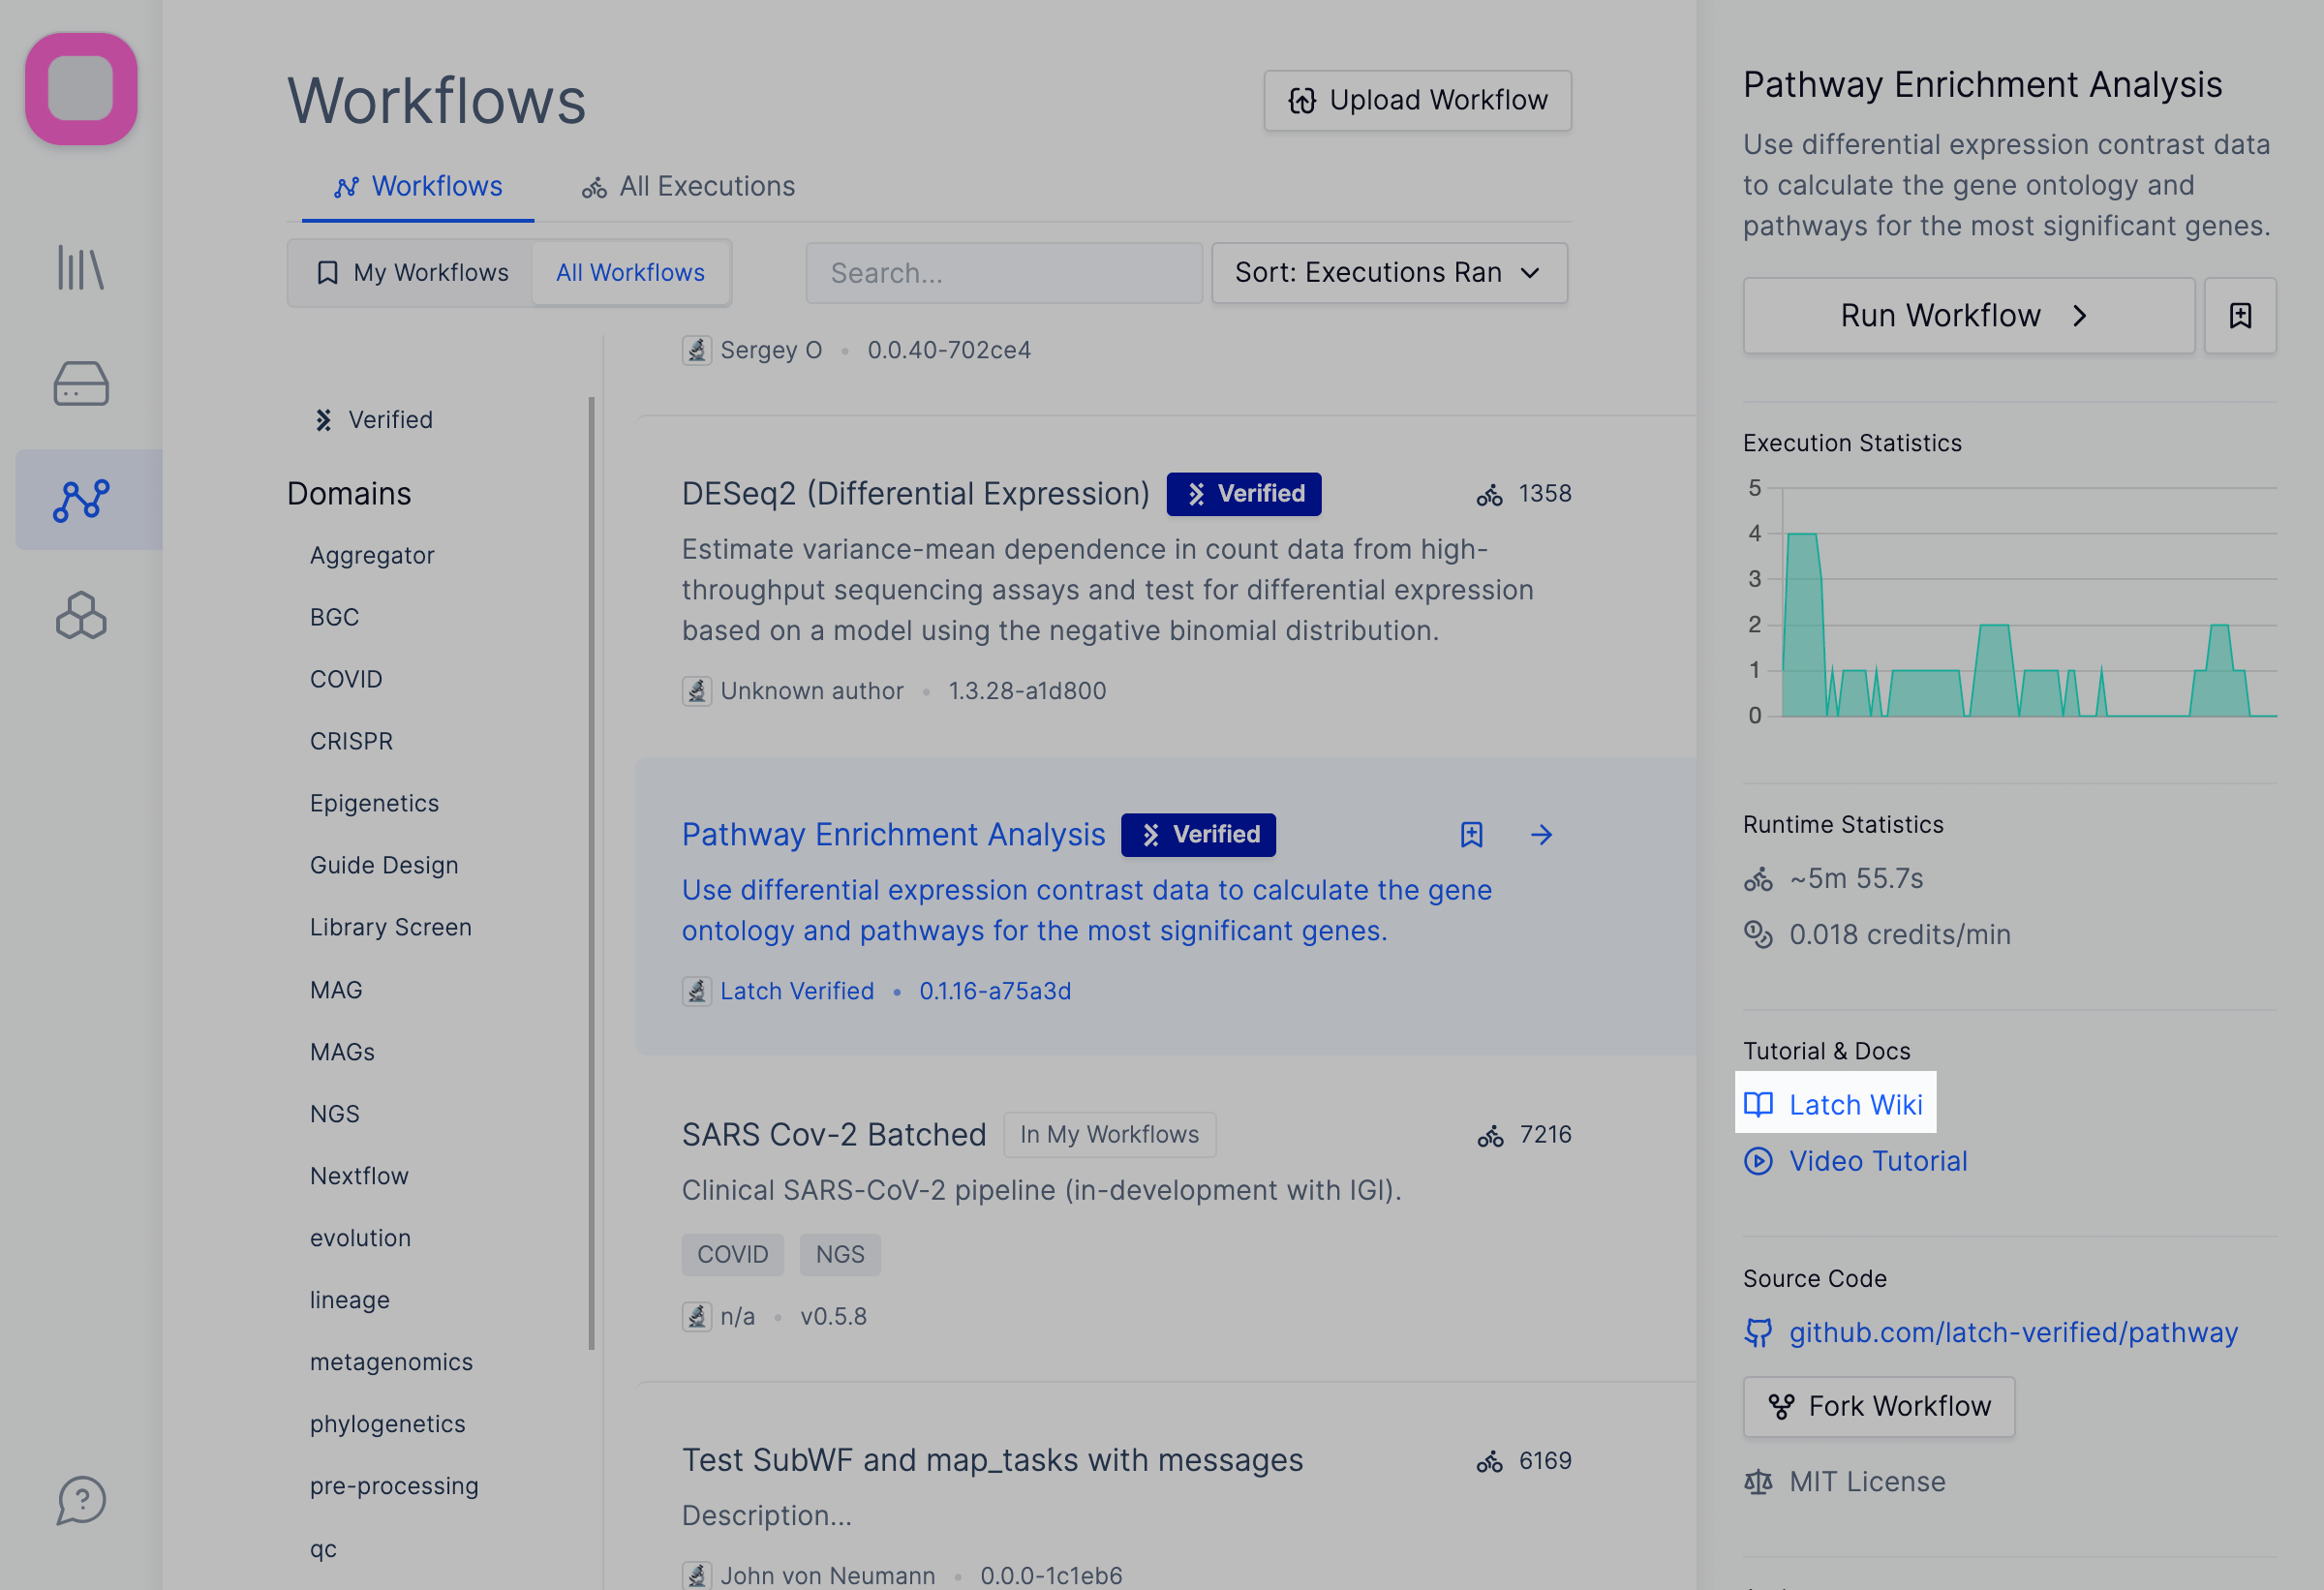 Workflows
Upload Workflow
Workflows
All Executions
My Workflows
All Workflows
Search...
Sort: Executions Ran
Verified
Domains
Aggregator
BGC
COVID
CRISPR
Epigenetics
Guide Design
Library Screen
MAG
MAGs
NGS
Nextflow
evolution
lineage
metagenomics
phylogenetics
pre-processing
qc
Sergey O • 0.0.40-702ce4
DESeq2 (Differential Expression) Verified 1358
Estimate variance-mean dependence in count data from high-
throughput sequencing assays and test for differential expression
based on a model using the negative binomial distribution.
Unknown author • 1.3.28-a1d800
Pathway Enrichment Analysis Verified
Use differential expression contrast data to calculate the gene
ontology and pathways for the most significant genes.
Latch Verified • 0.1.16-a75a3d
SARS Cov-2 Batched In My Workflows 7216
Clinical SARS-CoV-2 pipeline (in-development with IGI).
COVID NGS
n/a • v0.5.8
Test SubWF and map_tasks with messages 6169
Description...
John von Neumann • 0.0.0-1c1eb6
Pathway Enrichment Analysis
Use differential expression contrast data
to calculate the gene ontology and
pathways for the most significant genes.
Run Workflow
Execution Statistics
5
4
3
2
1
0
Runtime Statistics
~5m 55.7s
0.018 credits/min
Tutorial & Docs
Latch Wiki
Video Tutorial
Source Code
github.com/latch-verified/pathway
Fork Workflow
MIT License